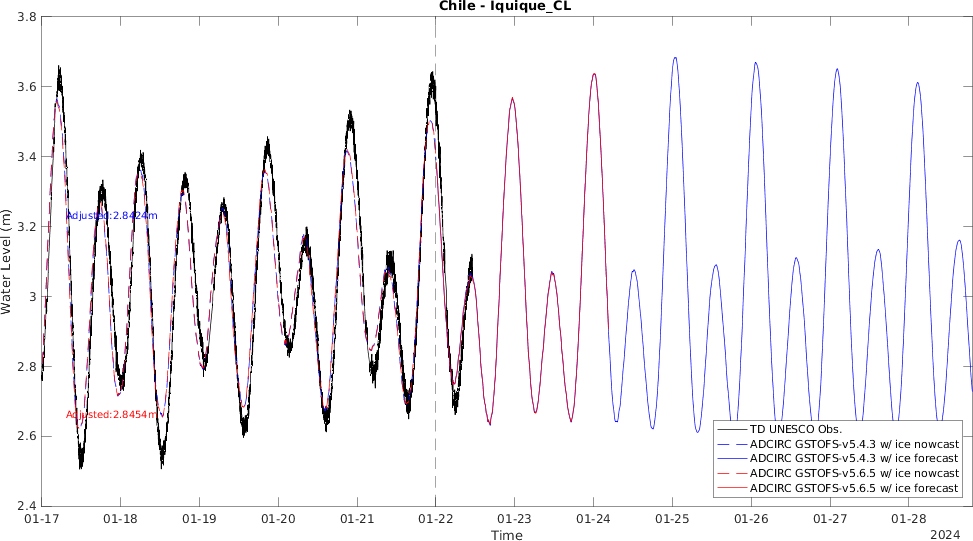 Chile - Iquique_CL
3.8
3.6
3.4
3.2
3
2.8
2.6
2.4
Water Level (m)
Adjusted:2.8424m
Adjusted:2.8454m
TD UNESCO Obs.
ADCIRC GSTOFS-v5.4.3 w/ ice nowcast
ADCIRC GSTOFS-v5.4.3 w/ ice forecast
ADCIRC GSTOFS-v5.6.5 w/ ice nowcast
ADCIRC GSTOFS-v5.6.5 w/ ice forecast
01-17 01-18 01-19 01-20 01-21 01-22 01-23 01-24 01-25 01-26 01-27 01-28
Time
2024